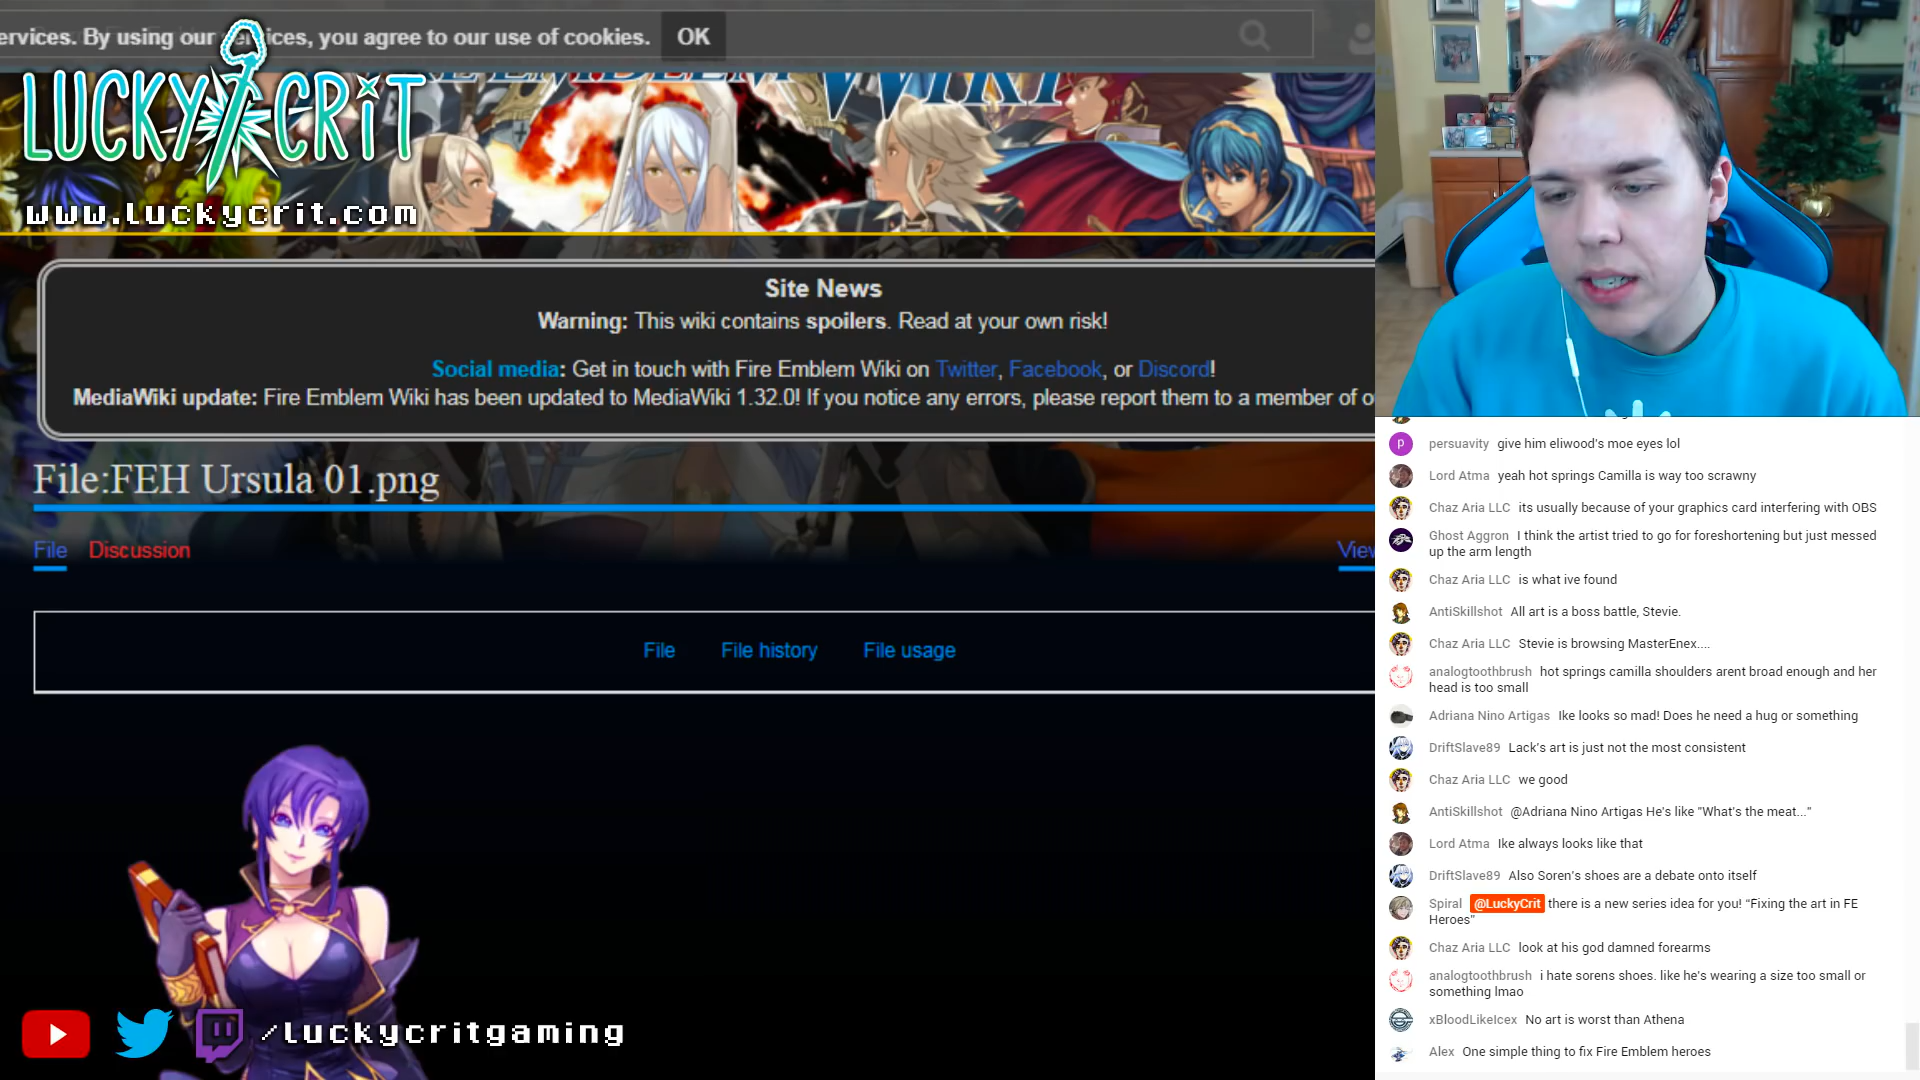 ervices. By using our services, you agree to our use of cookies.
OK
LUCKY CRiT
www.luckycrit.com
EMBLEM WIKI
Site News
Warning: This wiki contains spoilers. Read at your own risk!
Social media: Get in touch with Fire Emblem Wiki on Twitter, Facebook, or Discord!
MediaWiki update: Fire Emblem Wiki has been updated to MediaWiki 1.32.0! If you notice any errors, please report them to a member of o
File:FEH Ursula 01.png
File Discussion
View
File File history File usage
/luckycritgaming
persuavity give him eliwood's moe eyes lol
Lord Atma yeah hot springs Camilla is way too scrawny
Chaz Aria LLC its usually because of your graphics card interfering with OBS
Ghost Aggron I think the artist tried to go for foreshortening but just messed
up the arm length
Chaz Aria LLC is what ive found
AntiSkillshot All art is a boss battle, Stevie.
Chaz Aria LLC Stevie is browsing MasterEnex....
analogtoothbrush hot springs camilla shoulders arent broad enough and her
head is too small
Adriana Nino Artigas Ike looks so mad! Does he need a hug or something
DriftSlave89 Lack's art is just not the most consistent
Chaz Aria LLC we good
AntiSkillshot @Adriana Nino Artigas He's like "What's the meat..."
Lord Atma Ike always looks like that
DriftSlave89 Also Soren's shoes are a debate onto itself
Spiral @LuckyCrit there is a new series idea for you! "Fixing the art in FE
Heroes"
Chaz Aria LLC look at his god damned forearms
analogtoothbrush i hate sorens shoes. like he's wearing a size too small or
something lmao
xBloodLikeIcex No art is worst than Athena
Alex One simple thing to fix Fire Emblem heroes